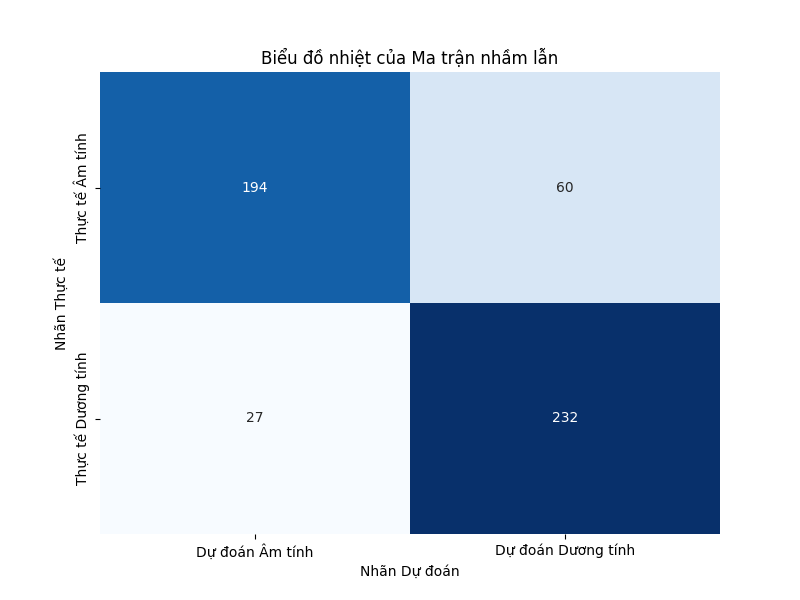 Biểu đồ nhiệt của Ma trận nhầm lẫn
Nhãn Thực tế
Thực tế Âm tính
194
60
Thực tế Dương tính
27
232
Dự đoán Âm tính
Dự đoán Dương tính
Nhãn Dự đoán